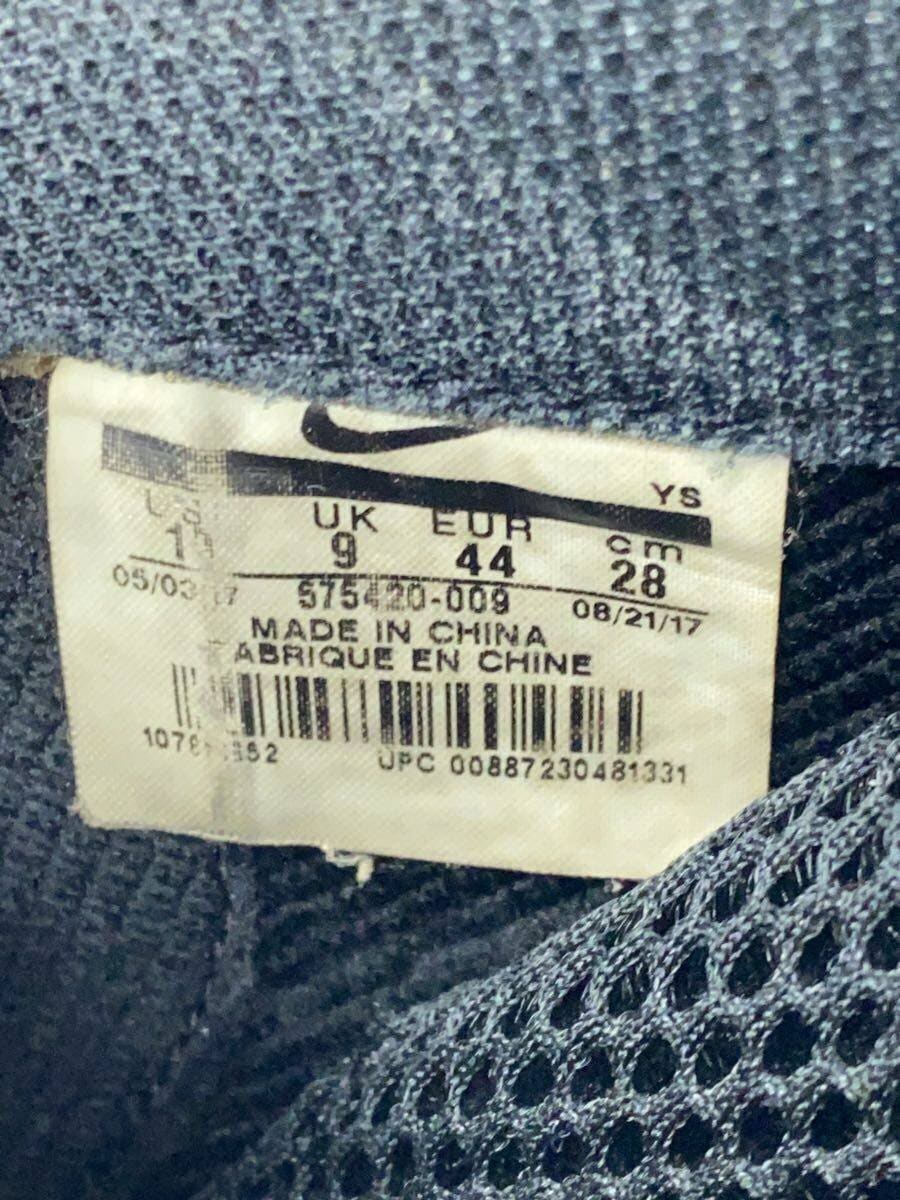 YS
UK EUR cm
9 44 28
575420-009 08/21/17
MADE IN CHINA
ABRIQUE EN CHINE
UPC 00887230481331